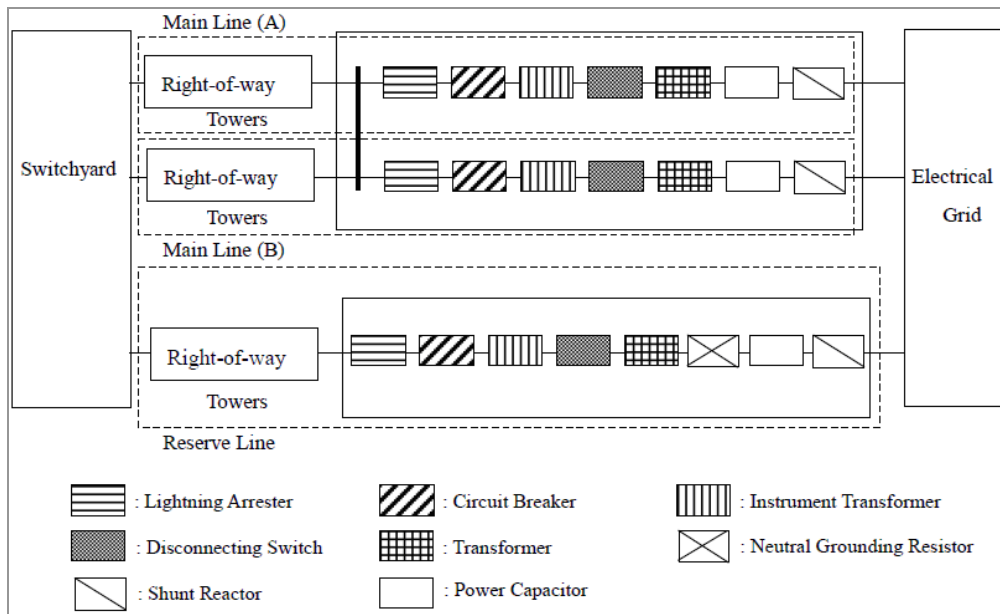 Main Line (A)
Right-of-way
Towers
Switchyard
Right-of-way
Electrical
Grid
Towers
Main Line (B)
Right-of-way
Towers
Reserve Line
: Lightning Arrester
: Circuit Breaker
: Instrument Transformer
: Disconnecting Switch
: Transformer
: Neutral Grounding Resistor
: Shunt Reactor
: Power Capacitor